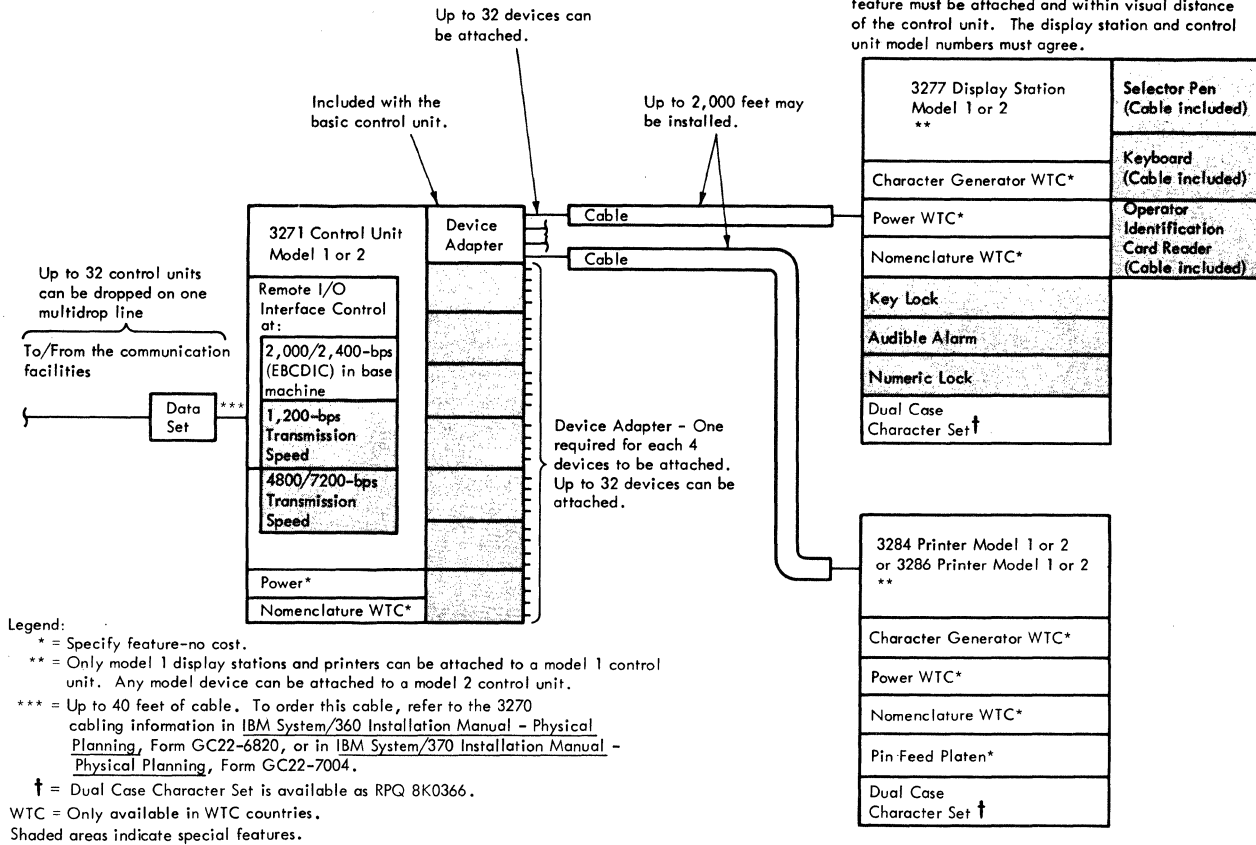 feature must be attached and within visual distance
of the control unit. The display station and control
unit model numbers must agree.
Up to 32 devices can
be attached.
Included with the
basic control unit.
Up to 2,000 feet may
be installed.
3277 Display Station
Model 1 or 2
**
Selector Pen
(Cable included)
Keyboard
(Cable included)
Operator
Identification
Card Reader
(Cable included)
Character Generator WTC*
Power WTC*
Nomenclature WTC*
Key Lock
Audible Alarm
Numeric Lock
Dual Case
Character Set †
Cable
Cable
3271 Control Unit
Model 1 or 2
Device
Adapter
Remote I/O
Interface Control
at:
2,000/2,400-bps
(EBCDIC) in base
machine
1,200-bps
Transmission
Speed
4800/7200-bps
Transmission
Speed
Power*
Nomenclature WTC*
Up to 32 control units
can be dropped on one
multidrop line
To/From the communication
facilities
Data
Set
***
Device Adapter - One
required for each 4
devices to be attached.
Up to 32 devices can be
attached.
3284 Printer Model 1 or 2
or 3286 Printer Model 1 or 2
**
Character Generator WTC*
Power WTC*
Nomenclature WTC*
Pin Feed Platen*
Dual Case
Character Set †
Legend:
* = Specify feature-no cost.
** = Only model 1 display stations and printers can be attached to a model 1 control
unit. Any model device can be attached to a model 2 control unit.
*** = Up to 40 feet of cable. To order this cable, refer to the 3270
cabling information in IBM System/360 Installation Manual - Physical
Planning, Form GC22-6820, or in IBM System/370 Installation Manual -
Physical Planning, Form GC22-7004.
† = Dual Case Character Set is available as RPQ 8K0366.
WTC = Only available in WTC countries.
Shaded areas indicate special features.